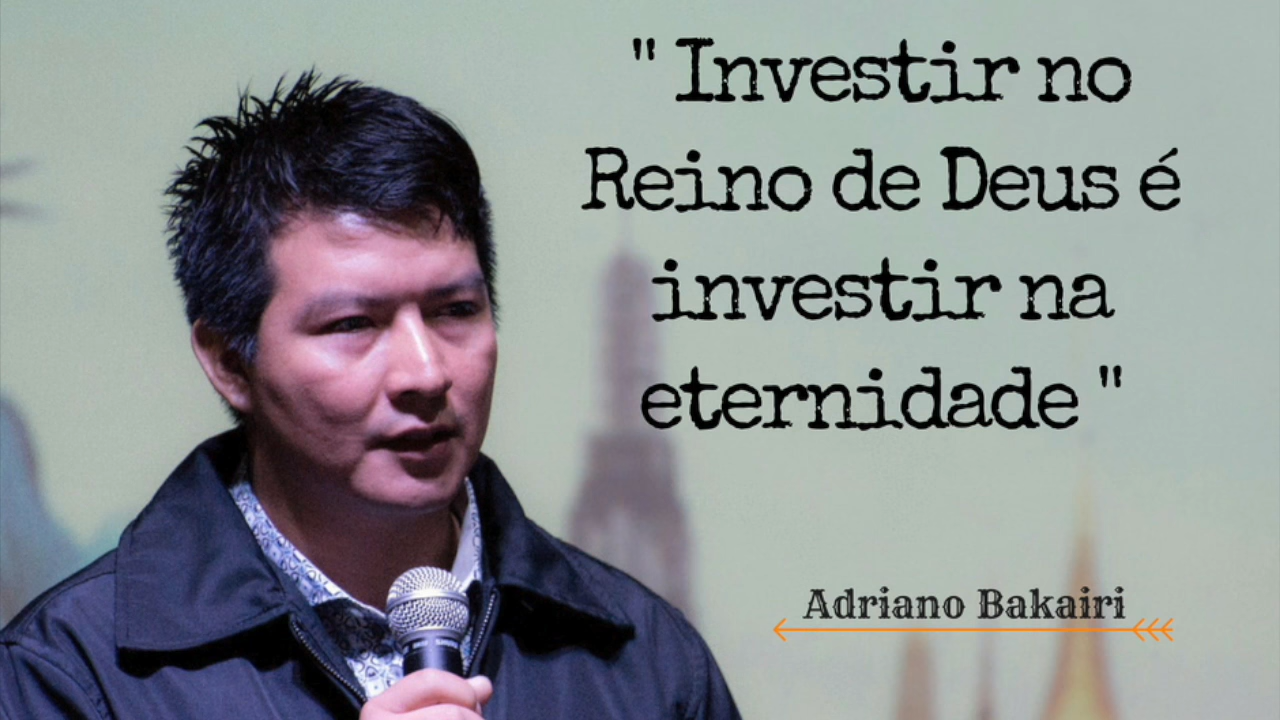 " Investir no
Reino de Deus é
investir na
eternidade "
Adriano Bakairi